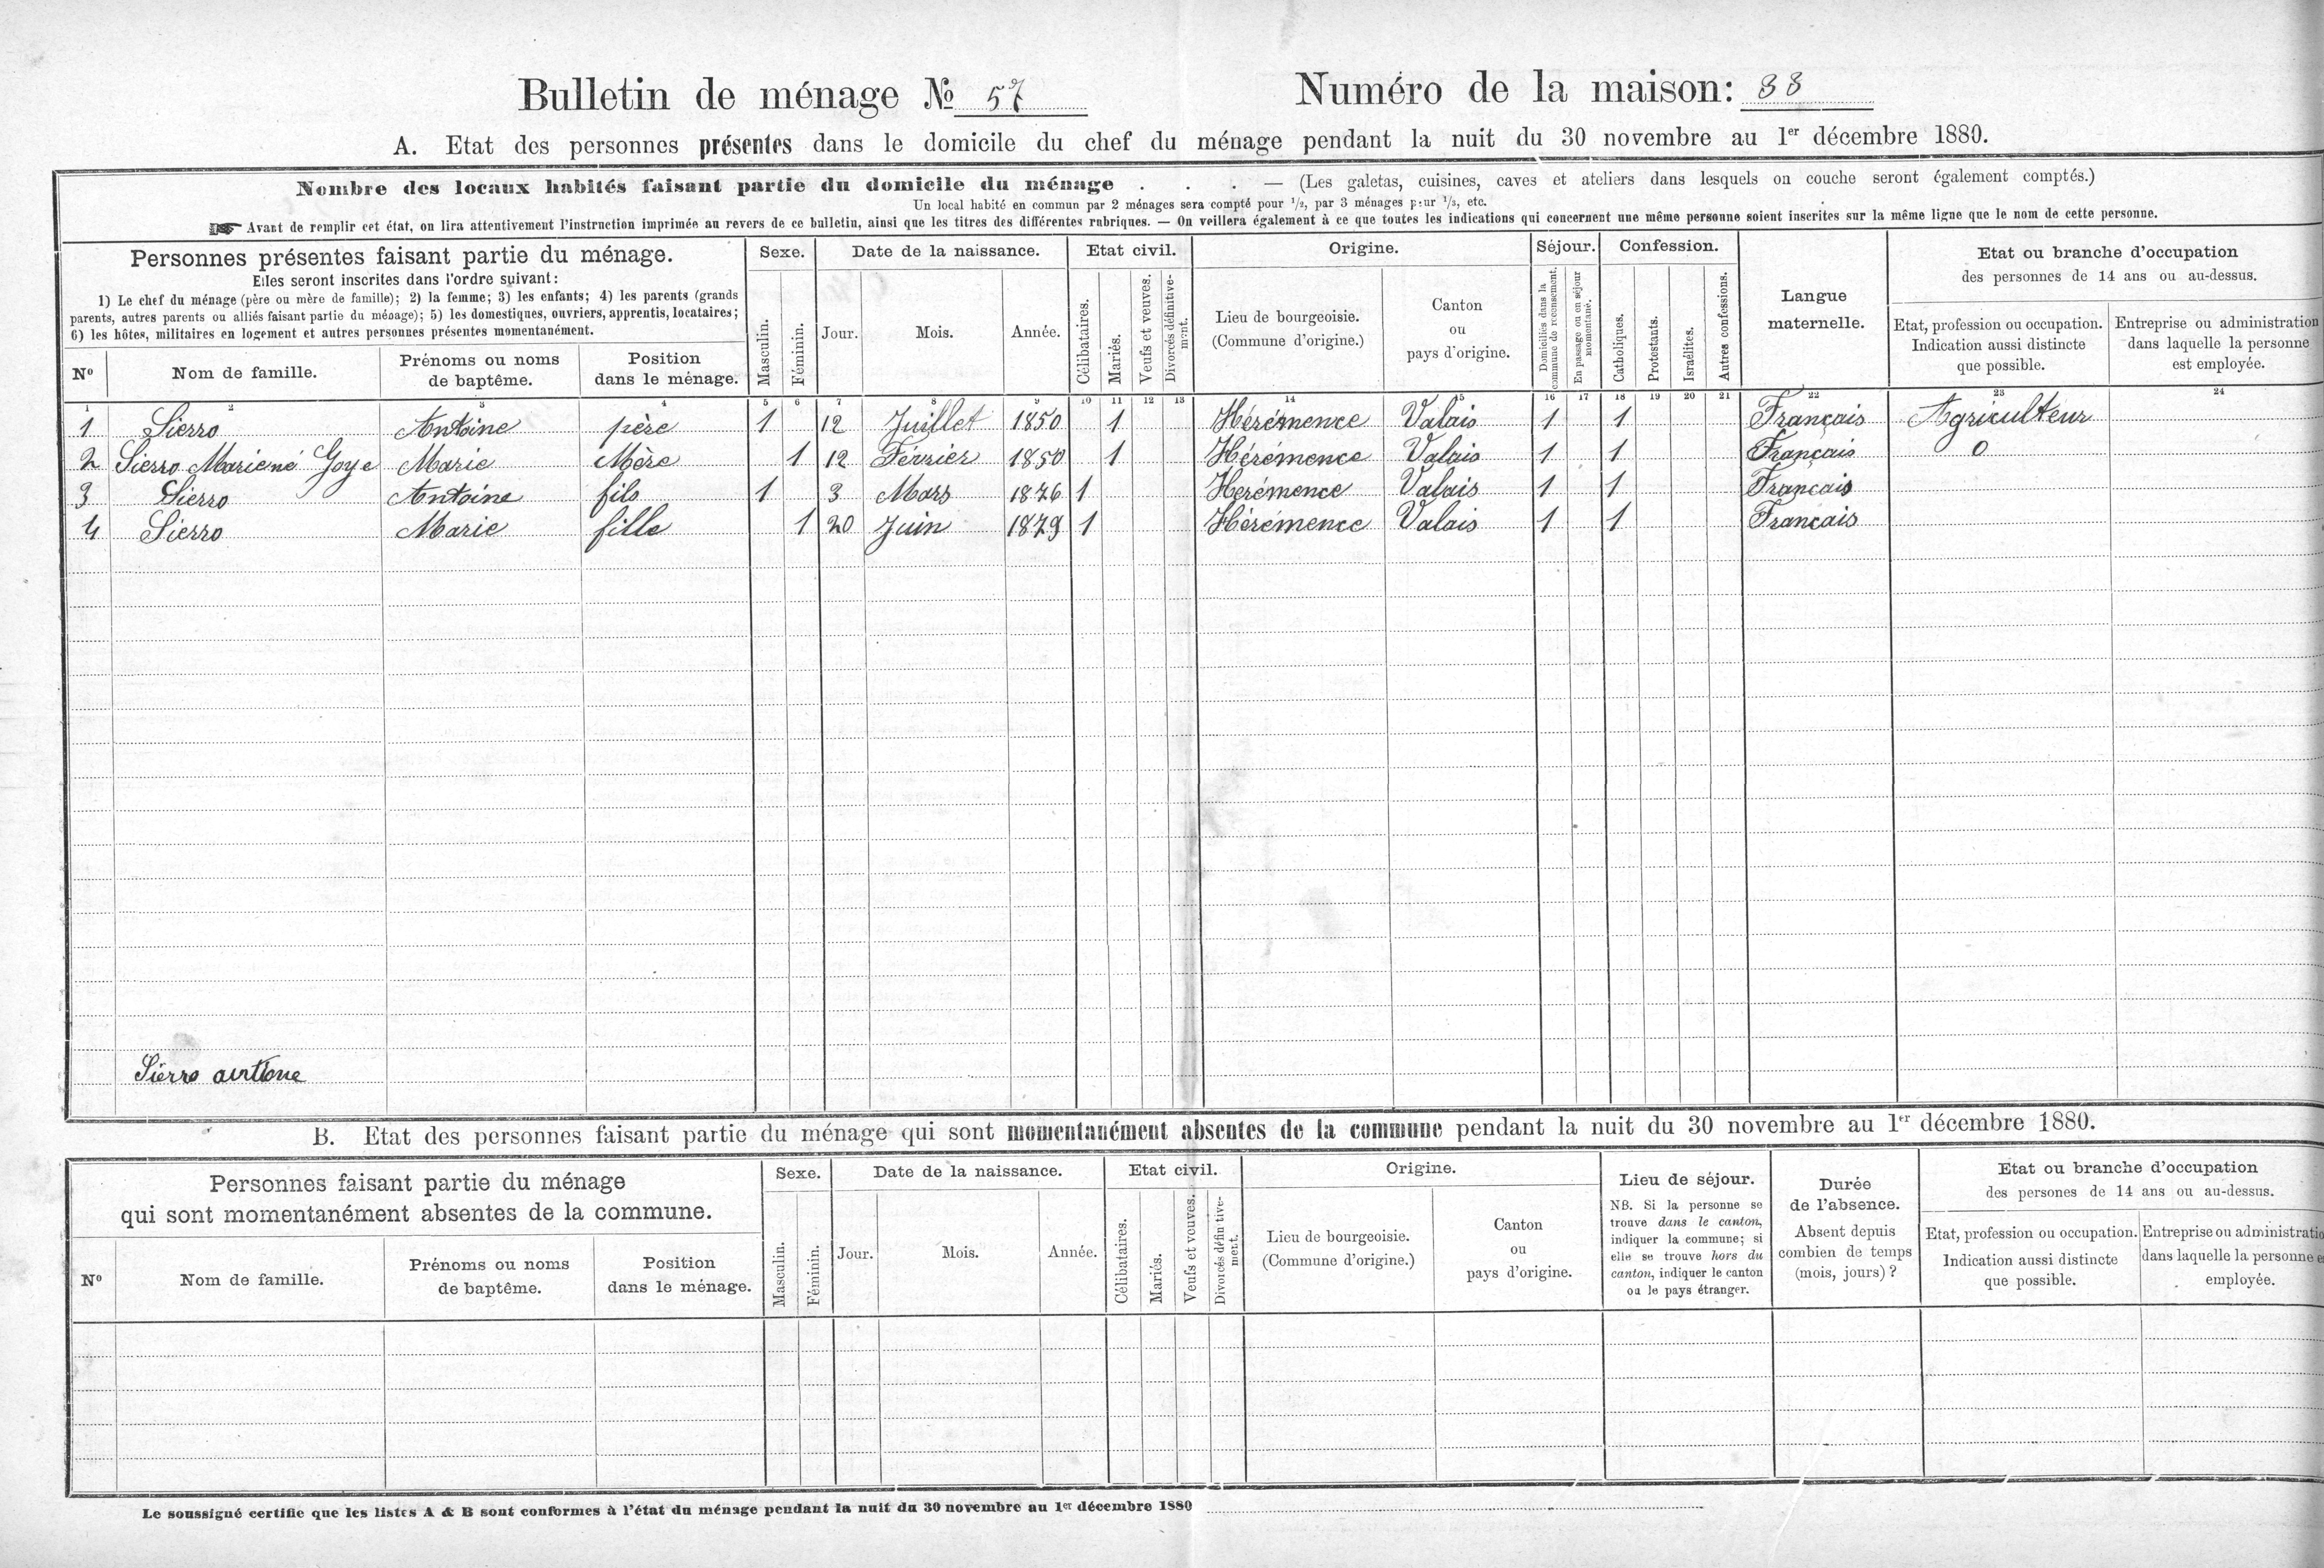 Bulletin de ménage No 57 Numéro de la maison: 38
A. Etat des personnes présentes dans le domicile du chef du ménage pendant la nuit du 30 novembre au 1er décembre 1880.
Nombre des locaux habités faisant partie du domicile du ménage . . . — (Les galetas, cuisines, caves et ateliers dans lesquels on couche seront également comptés.)
Un local habité en commun par 2 ménages sera compté pour 1/2, par 3 ménages pour 1/3, etc.
Avant de remplir cet état, on lira attentivement l'instruction imprimée au revers de ce bulletin, ainsi que les titres des différentes rubriques. — On veillera également à ce que toutes les indications qui concernent une même personne soient inscrites sur la même ligne que le nom de cette personne.
Personnes présentes faisant partie du ménage.
Elles seront inscrites dans l'ordre suivant:
1) Le chef du ménage (père ou mère de famille); 2) la femme; 3) les enfants; 4) les parents (grands
parents, autres parents ou alliés faisant partie du ménage); 5) les domestiques, ouvriers, apprentis, locataires;
6) les hôtes, militaires en logement et autres personnes présentes momentanément.
No
Nom de famille.
Prénoms ou noms
de baptême.
Position
dans le ménage.
Sexe.
Masculin.
Féminin.
Date de la naissance.
Jour.
Mois.
Année.
Etat civil.
Célibataires.
Mariés.
Veufs et veuves.
Divorcés définitive-
ment.
Origine.
Lieu de bourgeoisie.
(Commune d'origine.)
Canton
ou
pays d'origine.
Séjour.
Domiciliés dans la
commune de recensement.
En passage ou en séjour
momentané.
Confession.
Catholiques.
Protestants.
Israélites.
Autres confessions.
Langue
maternelle.
Etat ou branche d'occupation
des personnes de 14 ans ou au-dessus.
Etat, profession ou occupation.
Indication aussi distincte
que possible.
Entreprise ou administration
dans laquelle la personne
est employée.
1 2 3 4 5 6 7 8 9 10 11 12 13 14 15 16 17 18 19 20 21 22 23 24
1 Sierro Antoine père 1 12 Juillet 1850 1 Hérémence Valais 1 1 Français Agriculteur
2 Sierro Marie né Goye Marie Mère 1 12 Février 1850 1 Hérémence Valais 1 1 Français 0
3 Sierro Antoine fils 1 3 Mars 1876 1 Herémence Valais 1 1 Français
4 Sierro Marie fille 1 20 Juin 1879 1 Hérémence Valais 1 1 Français
Sierro
B. Etat des personnes faisant partie du ménage qui sont momentanément absentes de la commune pendant la nuit du 30 novembre au 1er décembre 1880.
Personnes faisant partie du ménage
qui sont momentanément absentes de la commune.
No
Nom de famille.
Prénoms ou noms
de baptême.
Position
dans le ménage.
Sexe.
Masculin.
Féminin.
Date de la naissance.
Jour.
Mois.
Année.
Etat civil.
Célibataires.
Mariés.
Veufs et veuves.
Divorcés définitive-
ment.
Origine.
Lieu de bourgeoisie.
(Commune d'origine.)
Canton
ou
pays d'origine.
Lieu de séjour.
NB. Si la personne se
trouve dans le canton,
indiquer la commune; si
elle se trouve hors du
canton, indiquer le canton
ou le pays étranger.
Durée
de l'absence.
Absent depuis
combien de temps
(mois, jours) ?
Etat ou branche d'occupation
des persones de 14 ans ou au-dessus.
Etat, profession ou occupation.
Indication aussi distincte
que possible.
Entreprise ou administratio
dans laquelle la personne e
employée.
Le soussigné certifie que les listes A & B sont conformes à l'état du ménage pendant la nuit du 30 novembre au 1er décembre 1880